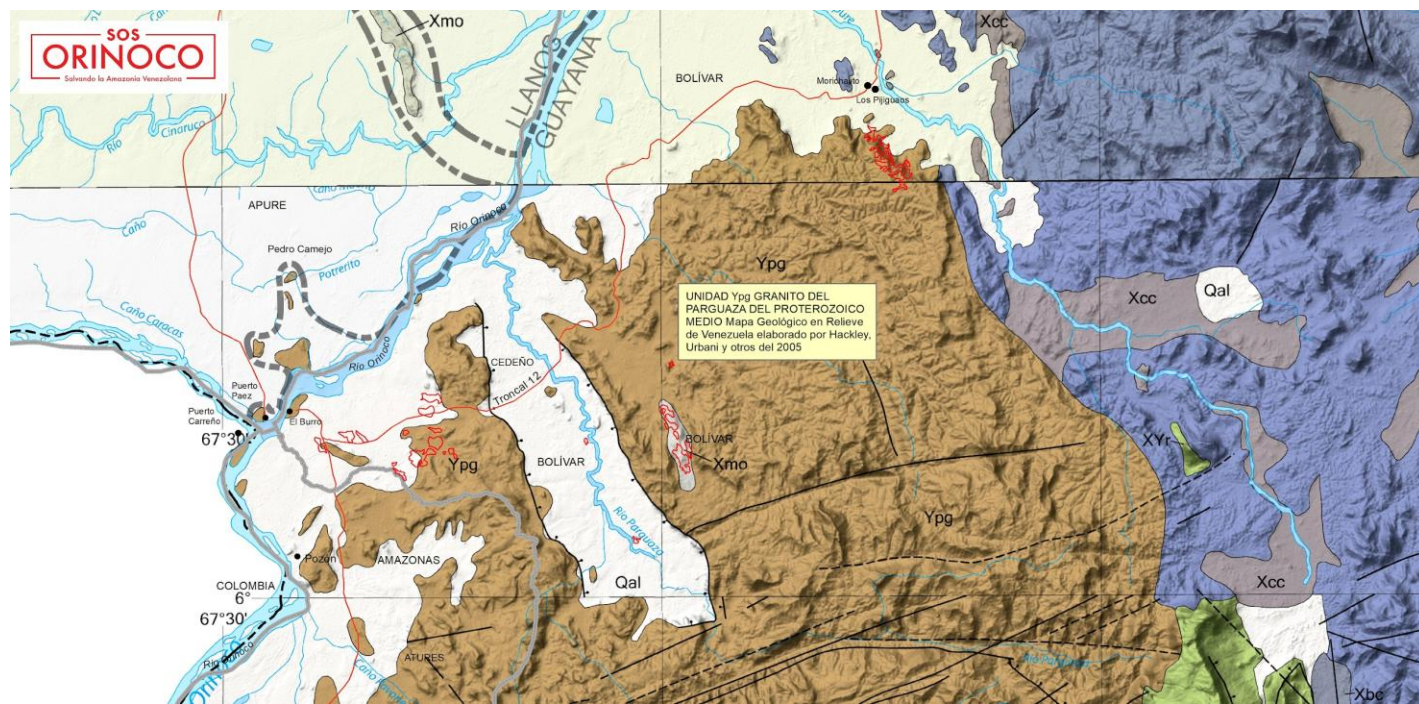 SOS
ORINOCO
Salvando la Amazonia Venezolana
Xmo
LLANOS
GUAYANA
BOLÍVAR
Xcc
Morichalito
Los Pijiguaos
Río
Cinaruco
APURE
Caño
Río Orinoco
Pedro Camejo
Potrerito
Caño Caracas
Ypg
UNIDAD Ypg GRANITO DEL
PARGUAZA DEL PROTEROZOICO
MEDIO Mapa Geológico en Relieve
de Venezuela elaborado por Hackley,
Urbani y otros del 2005
Xcc
Qal
Río Orinoco
CEDEÑO
Troncal 12
Puerto
Paez
Puerto
Carreño
El Burro
67°30'
Ypg
BOLÍVAR
BOLÍVAR
Xmo
XYr
Río Parguaza
Ypg
Pozón
AMAZONAS
COLOMBIA
6°
67°30'
Qal
Xcc
ATURES
Río Orinoco
Río Parguaza
Xbc